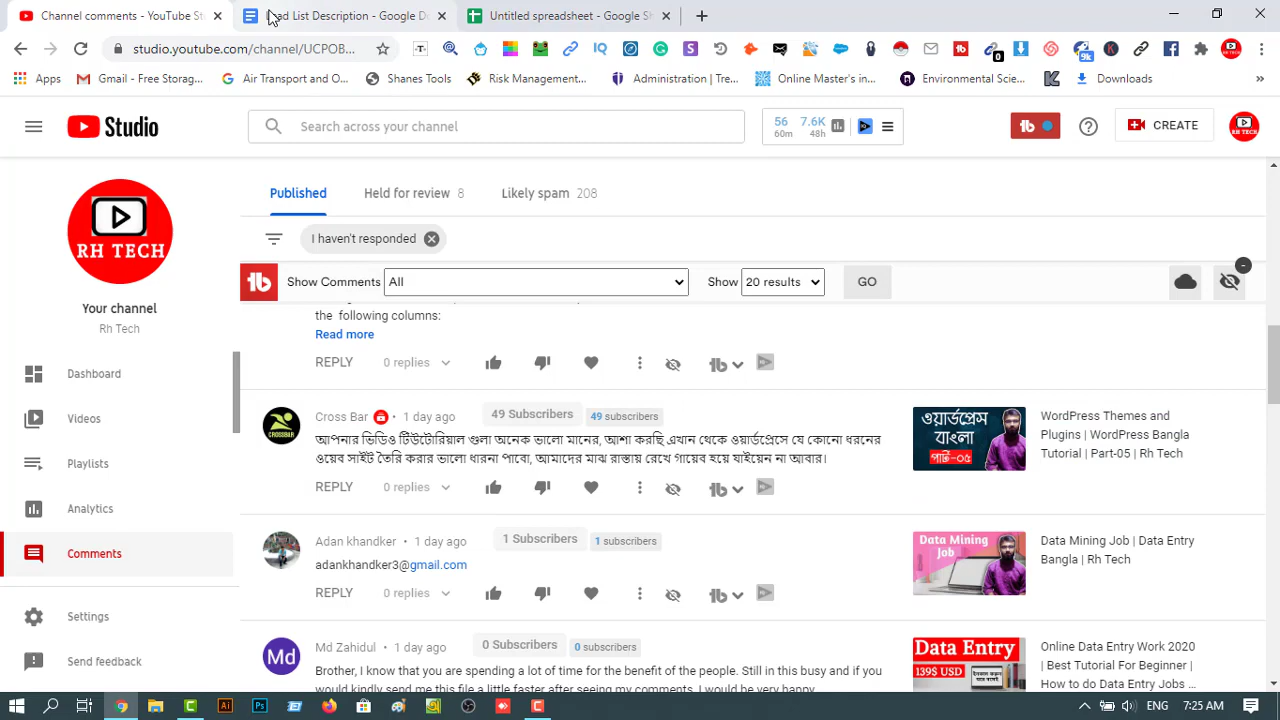 Channel comments - YouTube St
List Description - Google D
Untitled spreadsheet - Google Sh
studio.youtube.com/channel/UCPOB...
0
9k
Apps
Gmail - Free Storag...
Air Transport and O...
Shanes Tools
Risk Management...
Administration | Tre...
Online Master's in...
Environmental Scie...
Downloads
»
Studio
Search across your channel
56
60m
7.6K
48h
CREATE
RH TECH
Your channel
Rh Tech
Dashboard
Videos
Playlists
Analytics
Comments
Settings
Send feedback
Published
Held for review 8
Likely spam 208
I haven't responded
Show Comments All
Show 20 results
GO
the following columns:
Read more
REPLY 0 replies
CROSSBAR
Cross Bar • 1 day ago 49 Subscribers 49 subscribers
আপনার ভিডিও টিউটোরিয়াল গুলা অনেক ভালো মানের, আশা করছি এখান থেকে ওয়ার্ডপ্রেসে যে কোনো ধরনের
ওয়েব সাইট তৈরি করার ভালো ধারনা পাবো, আমাদের মাঝ রাস্তায় রেখে গায়েব হয়ে যাইয়েন না আবার।
REPLY 0 replies
ওয়ার্ডপ্রেস
বাংলা
পার্ট-০৫
WordPress Themes and
Plugins | WordPress Bangla
Tutorial | Part-05 | Rh Tech
Adan khandker • 1 day ago 1 Subscribers 1 subscribers
adankhandker3@gmail.com
REPLY 0 replies
Data Mining
Job
Data Mining Job | Data Entry
Bangla | Rh Tech
Md
Md Zahidul • 1 day ago 0 Subscribers 0 subscribers
Brother, I know that you are spending a lot of time for the benefit of the people. Still in this busy and if you
would kindly send me this file a little faster after seeing my comments, I would be very happy
Data Entry
139$ USD
Online Data Entry Work 2020
| Best Tutorial For Beginner |
How to do Data Entry Jobs ...
7:25 AM